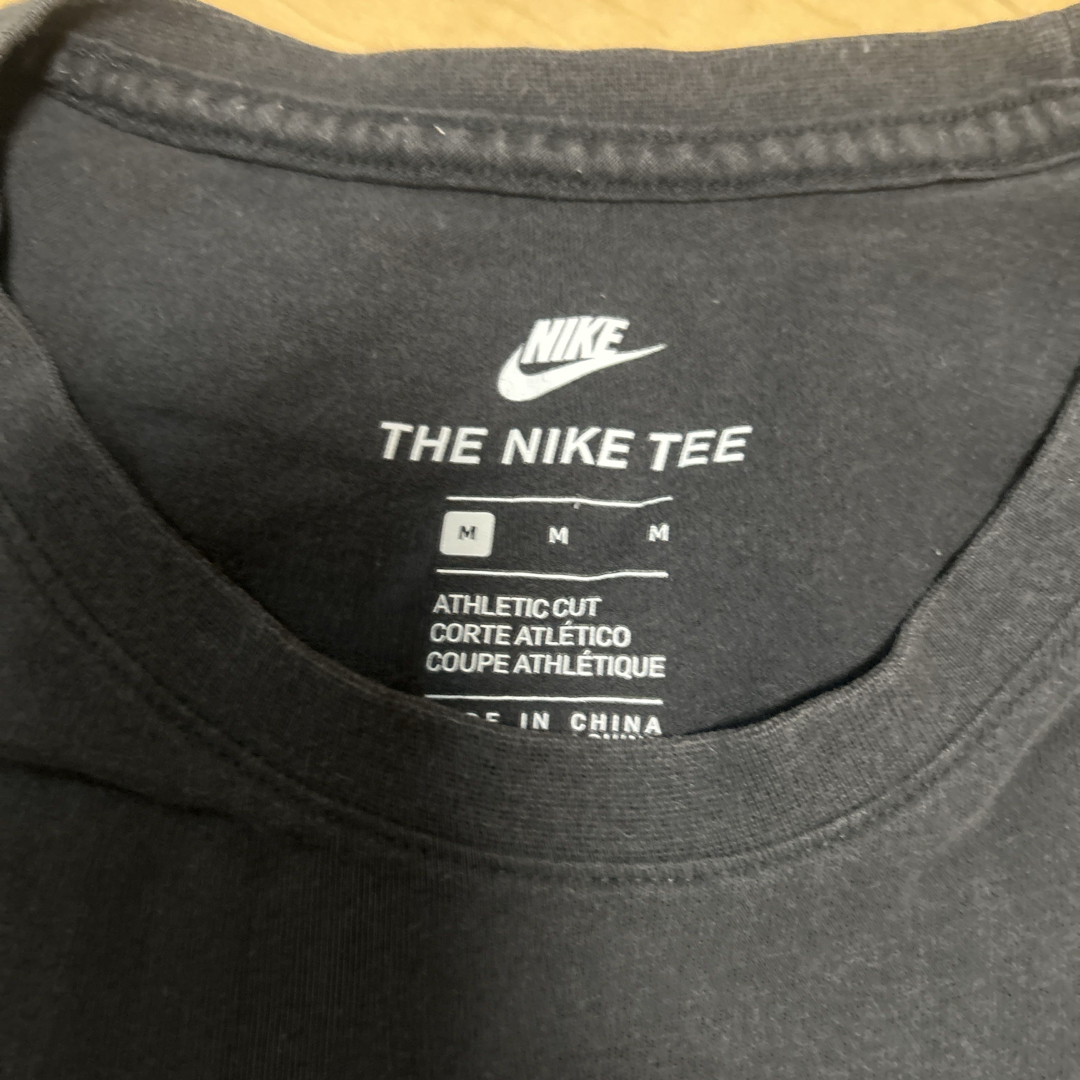 NIKE
THE NIKE TEE
M M M
ATHLETIC CUT
CORTE ATLÉTICO
COUPE ATHLÉTIQUE
IN CHINA